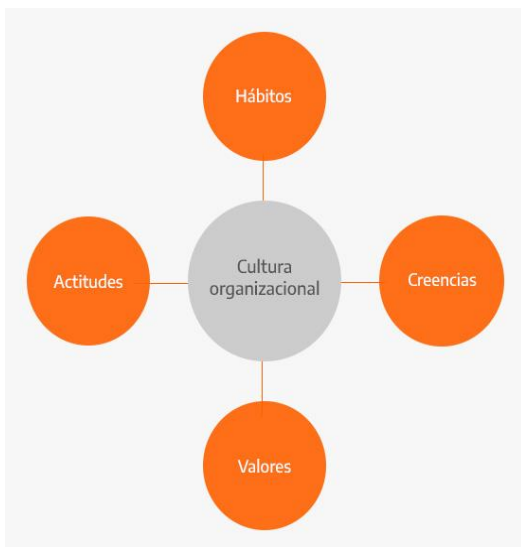 Hábitos
Actitudes
Cultura
organizacional
Creencias
Valores